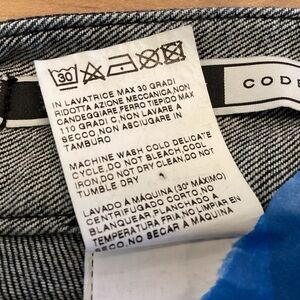 30
CODE
IN LAVATRICE MAX 30 GRADI
RIDOTTA AZIONE MECCANICA,NON
CANDEGGIARE,FERRO TIEPIDO MAX
110 GRADI C,NON LAVARE A
SECCO NON ASCIUGARE IN
TAMBURO
MACHINE WASH COLD DELICATE
CYCLE,DO NOT BLEACH COOL
IRON,DO NOT DRY CLEAN,DO NOT
TUMBLE DRY
LAVADO A MÁQUINA (30° MÁXIMO)
CENTRIFUGADO CORTO,NO
BLANQUEAR,PLANCHADO
TEMPERATURA FRIA,NO LIMPIAR EN
SECO,NO SECAR A MÁQUINA